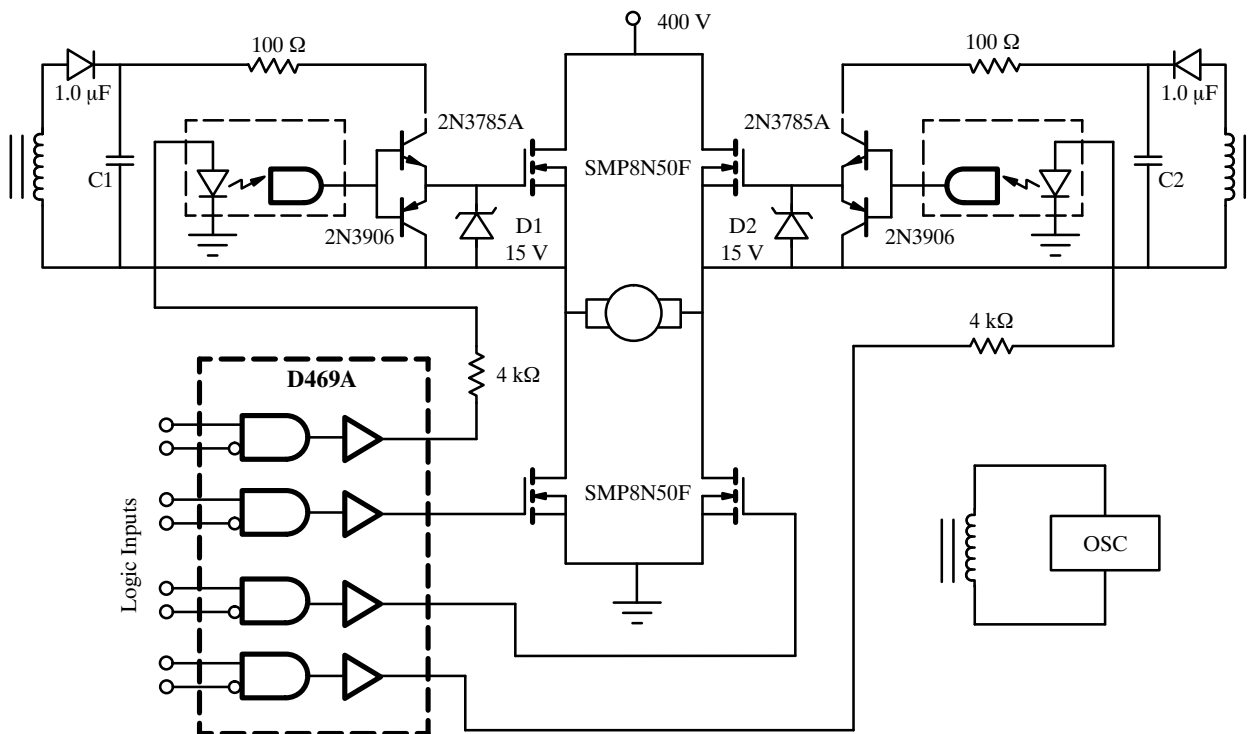 400 V
100 Ω
100 Ω
1.0 µF
1.0 µF
2N3785A
2N3785A
SMP8N50F
C1
C2
2N3906
D1
15 V
D2
15 V
2N3906
4 kΩ
4 kΩ
D469A
SMP8N50F
OSC
Logic Inputs